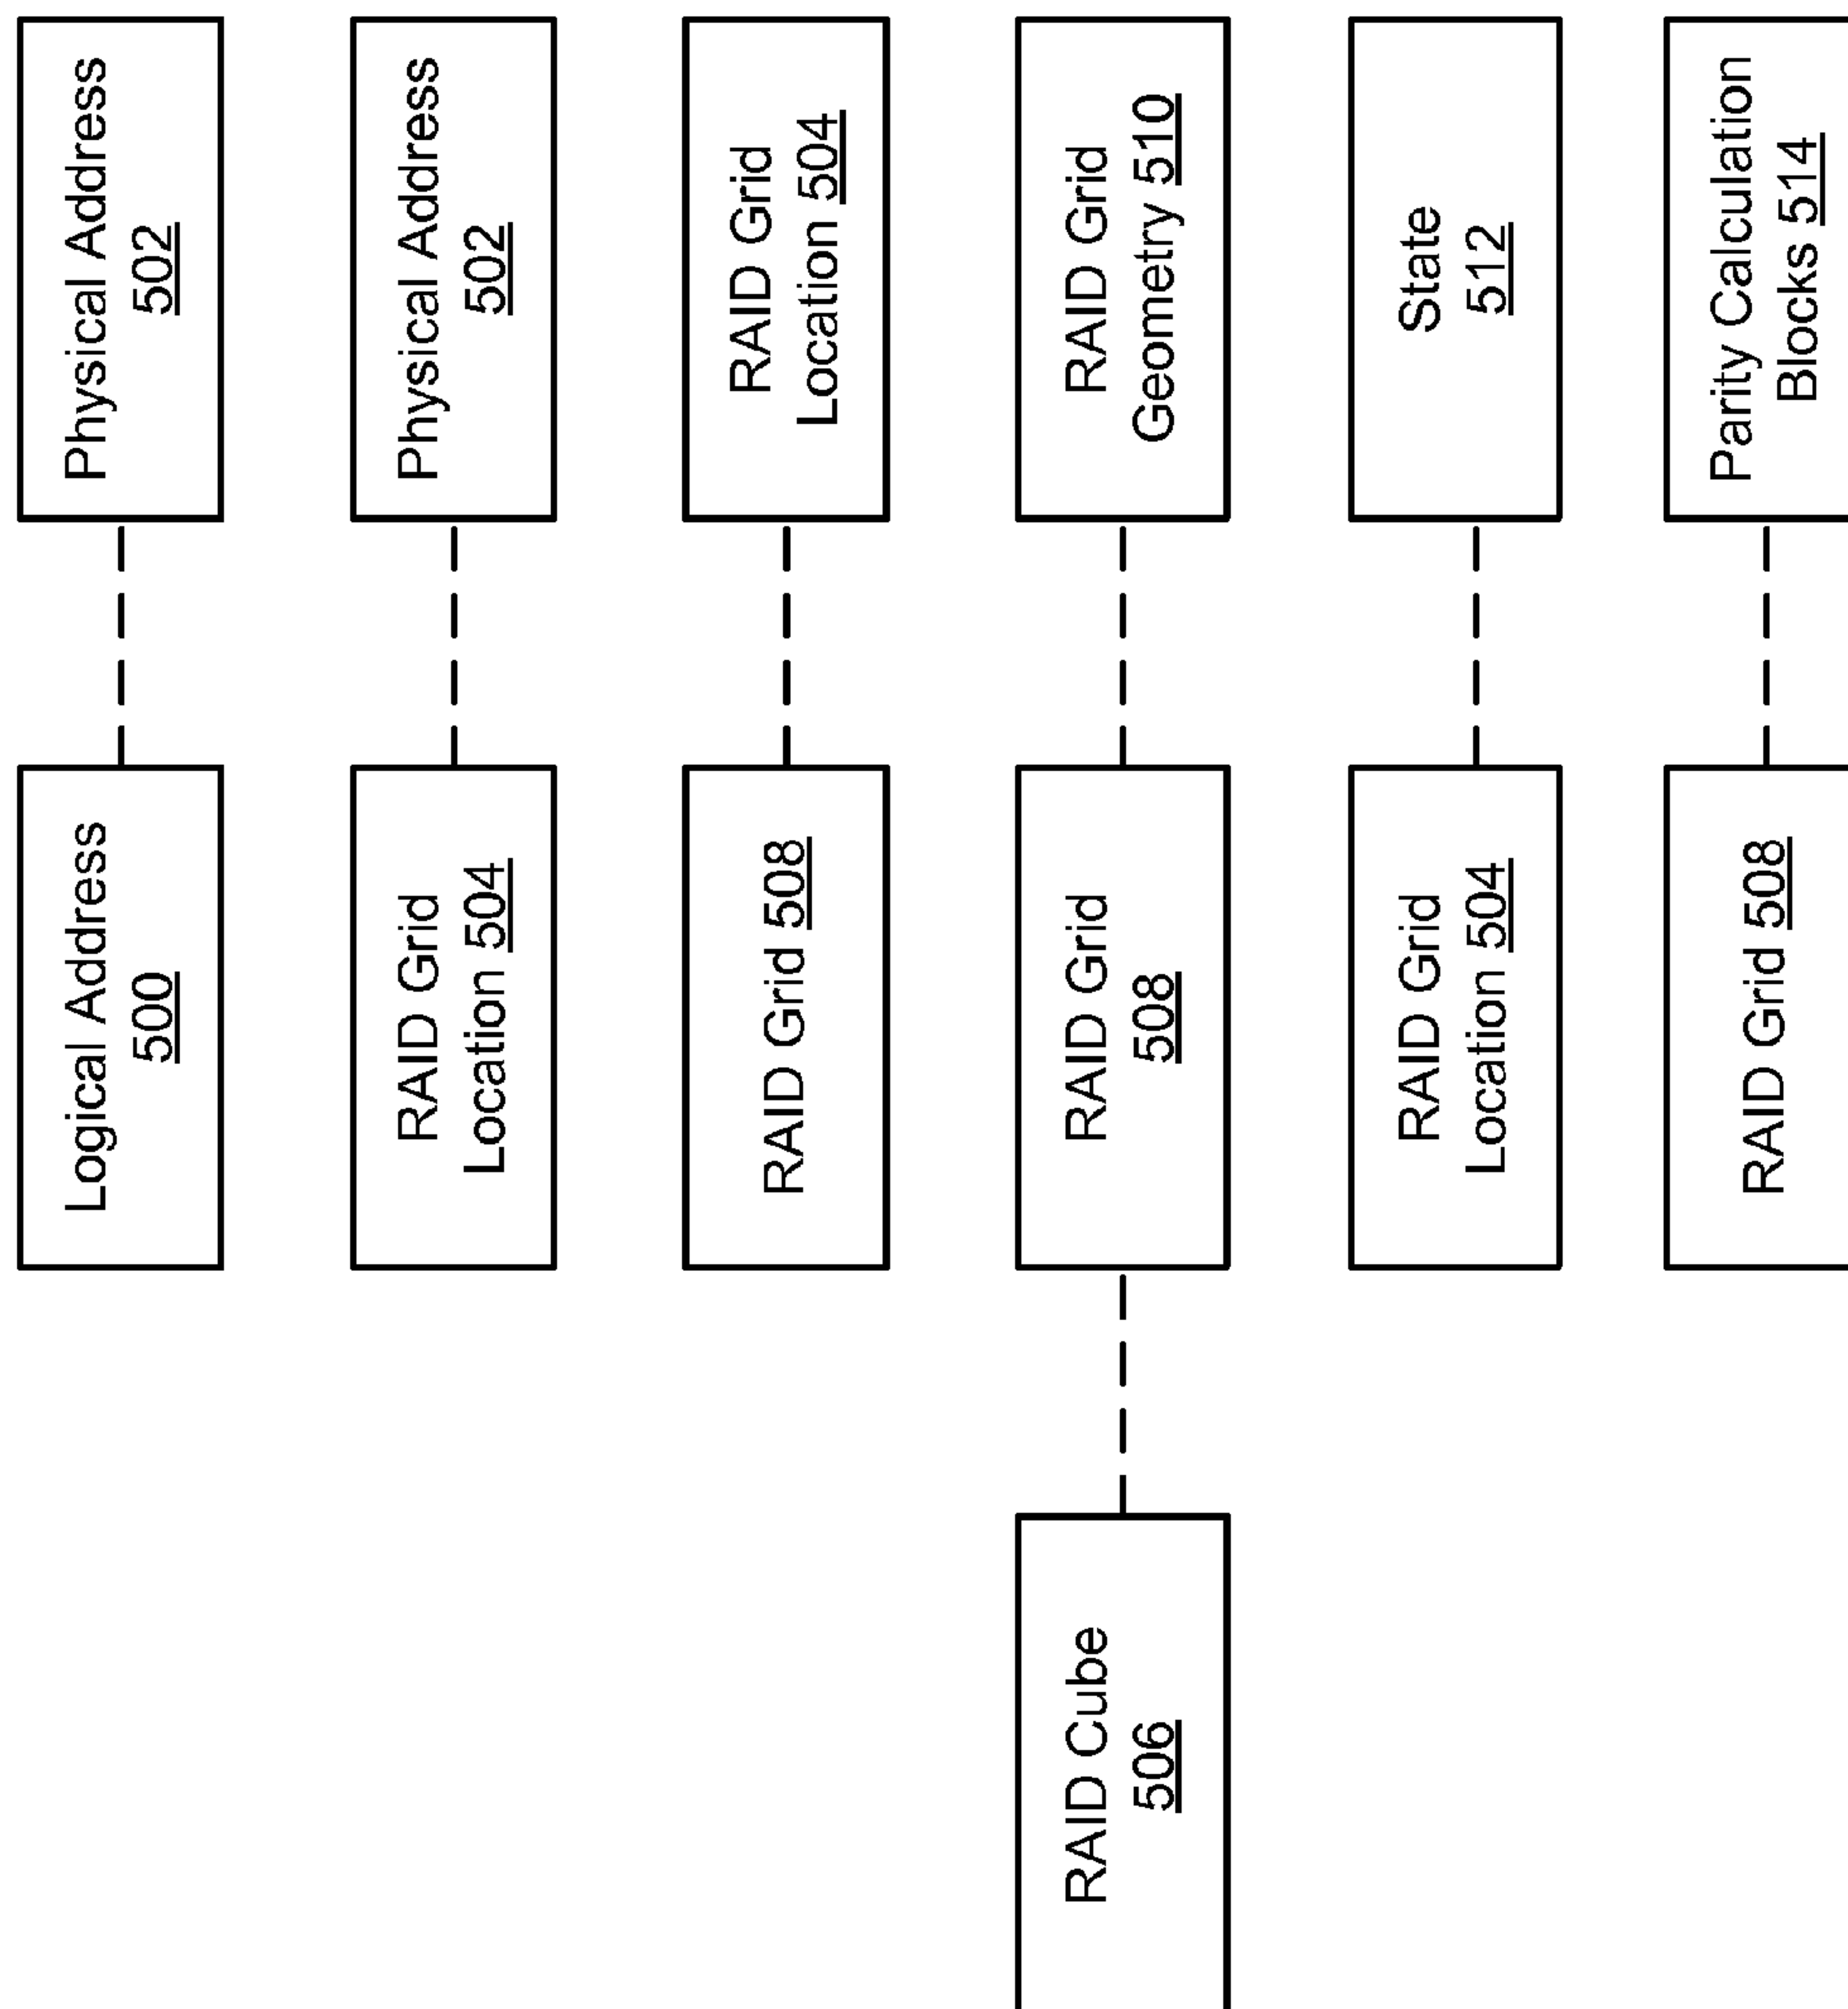 Logical Address
500
Physical Address
502
RAID Grid
Location 504
Physical Address
502
RAID Grid 508
RAID Grid
Location 504
RAID Cube
506
RAID Grid
508
RAID Grid
Geometry 510
RAID Grid
Location 504
State
512
RAID Grid 508
Parity Calculation
Blocks 514